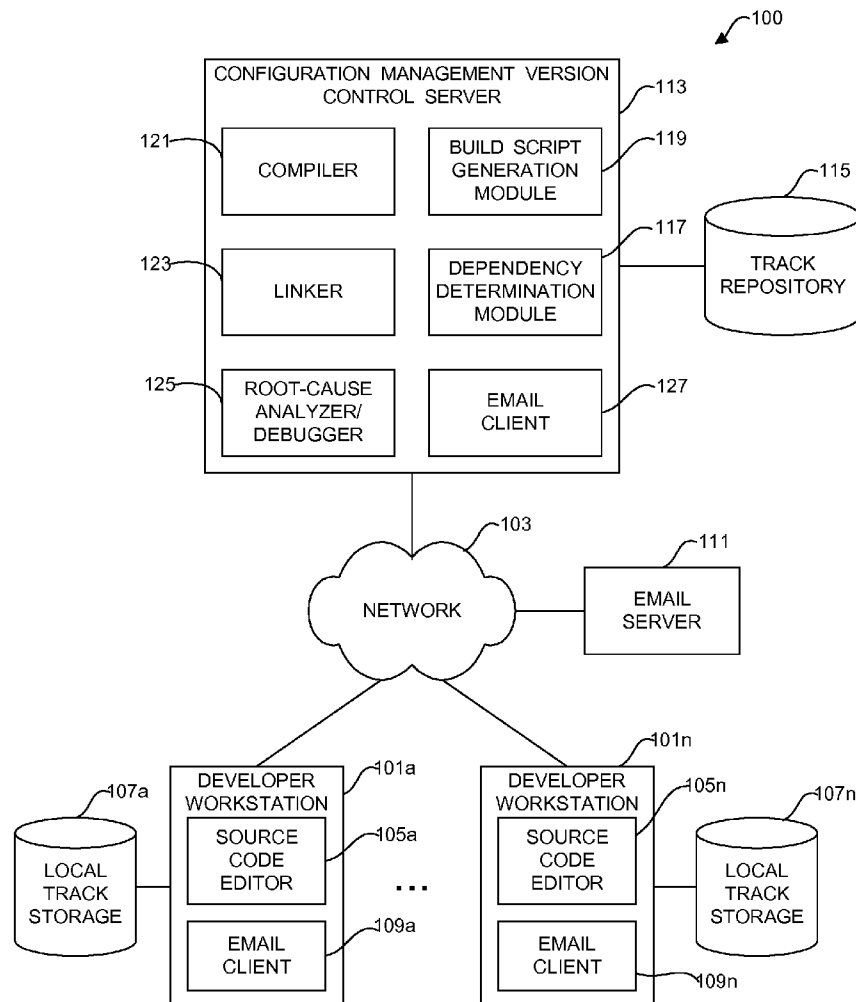 100
CONFIGURATION MANAGEMENT VERSION
CONTROL SERVER
113
121
COMPILER
BUILD SCRIPT
GENERATION
MODULE
119
115
TRACK
REPOSITORY
123
LINKER
DEPENDENCY
DETERMINATION
MODULE
117
125
ROOT-CAUSE
ANALYZER/
DEBUGGER
EMAIL
CLIENT
127
103
NETWORK
111
EMAIL
SERVER
101a
DEVELOPER
WORKSTATION
107a
LOCAL
TRACK
STORAGE
SOURCE
CODE
EDITOR
105a
EMAIL
CLIENT
109a
...
101n
DEVELOPER
WORKSTATION
105n
SOURCE
CODE
EDITOR
107n
LOCAL
TRACK
STORAGE
EMAIL
CLIENT
109n